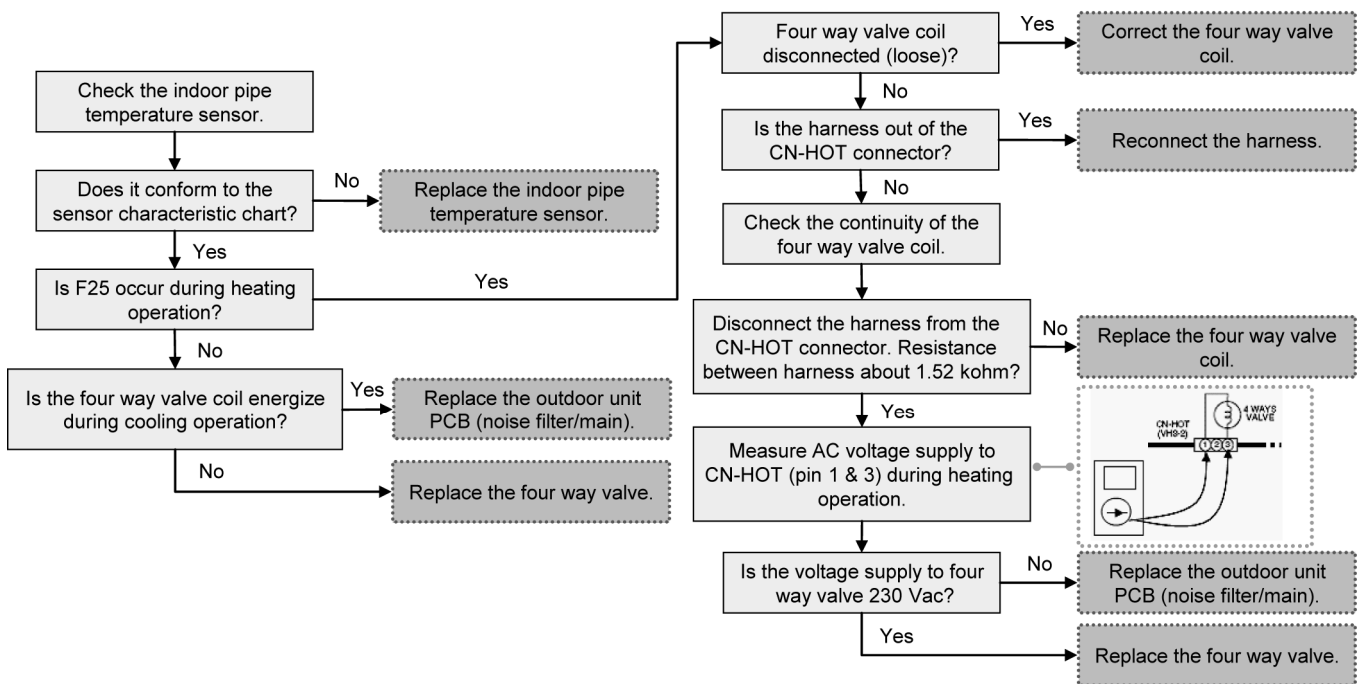 Check the indoor pipe
temperature sensor.
Does it conform to the
sensor characteristic chart?
No
Replace the indoor pipe
temperature sensor.
Yes
Is F25 occur during heating
operation?
Yes
No
Is the four way valve coil energize
during cooling operation?
Yes
Replace the outdoor unit
PCB (noise filter/main).
No
Replace the four way valve.
Four way valve coil
disconnected (loose)?
Yes
Correct the four way valve
coil.
No
Is the harness out of the
CN-HOT connector?
Yes
Reconnect the harness.
No
Check the continuity of the
four way valve coil.
Disconnect the harness from the
CN-HOT connector. Resistance
between harness about 1.52 kohm?
No
Replace the four way valve
coil.
Yes
Measure AC voltage supply to
CN-HOT (pin 1 & 3) during heating
operation.
4 WAYS
VALVE
CN-HOT
(VH9-2)
1 2 3
Is the voltage supply to four
way valve 230 Vac?
No
Replace the outdoor unit
PCB (noise filter/main).
Yes
Replace the four way valve.